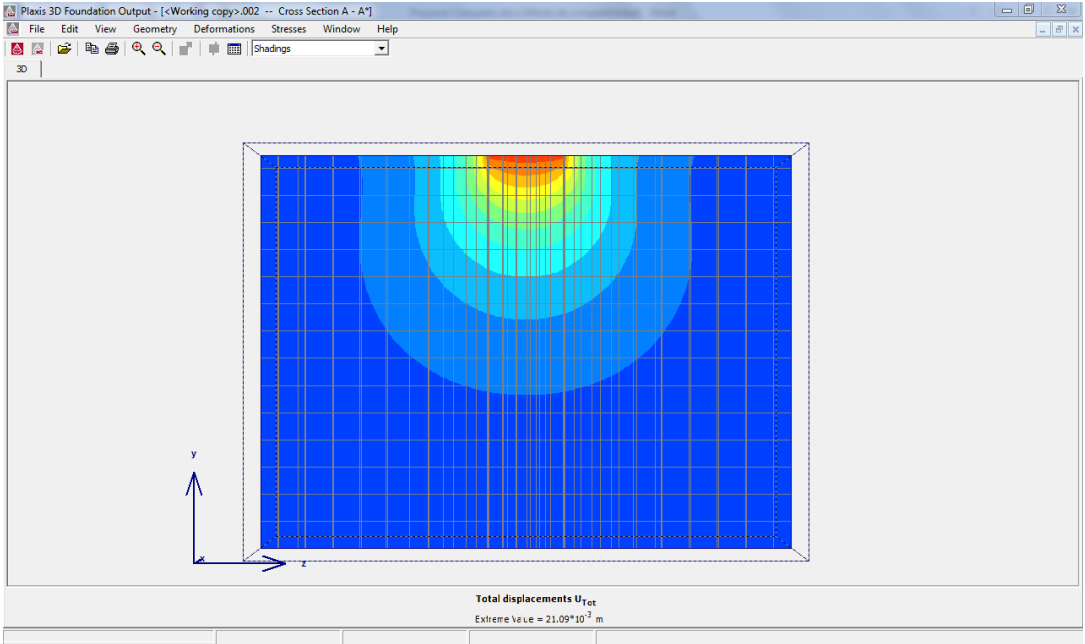 Plaxis 3D Foundation Output - [<Working copy>.002 -- Cross Section A - A*]
File Edit View Geometry Deformations Stresses Window Help
Shadings
3D
y
x
z
Total displacements U_Tot
Extreme Value = 21.09*10^-3 m